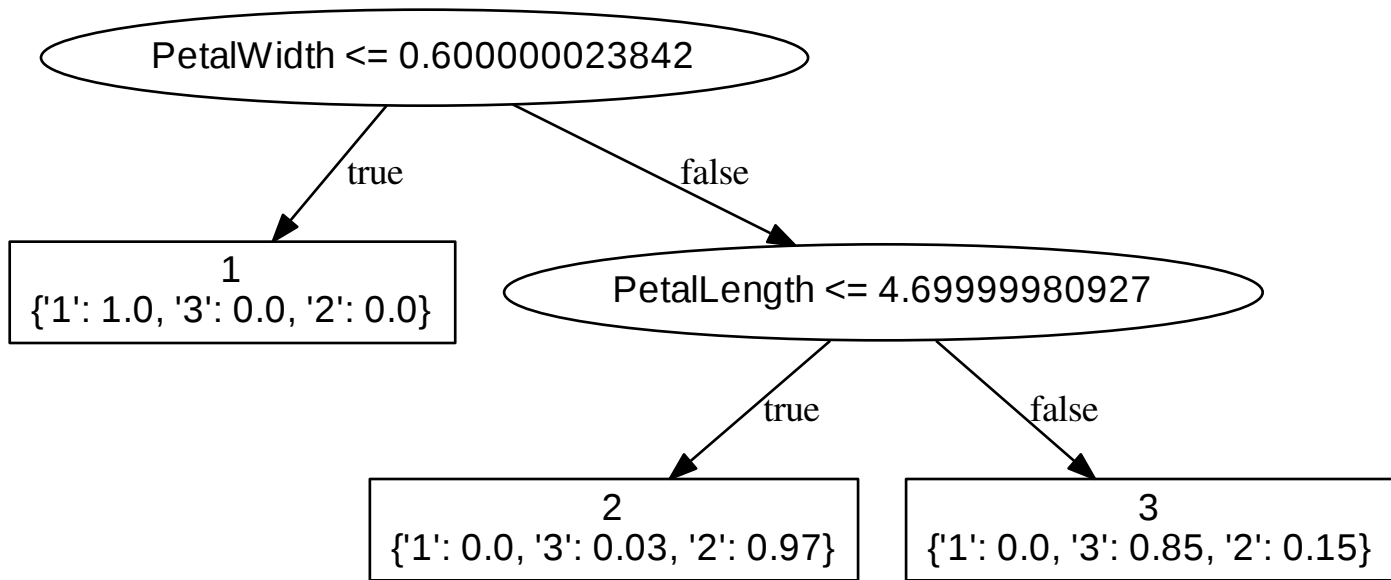 PetalWidth <= 0.600000023842
true
false
1
{'1': 1.0, '3': 0.0, '2': 0.0}
PetalLength <= 4.69999980927
true
false
2
{'1': 0.0, '3': 0.03, '2': 0.97}
3
{'1': 0.0, '3': 0.85, '2': 0.15}